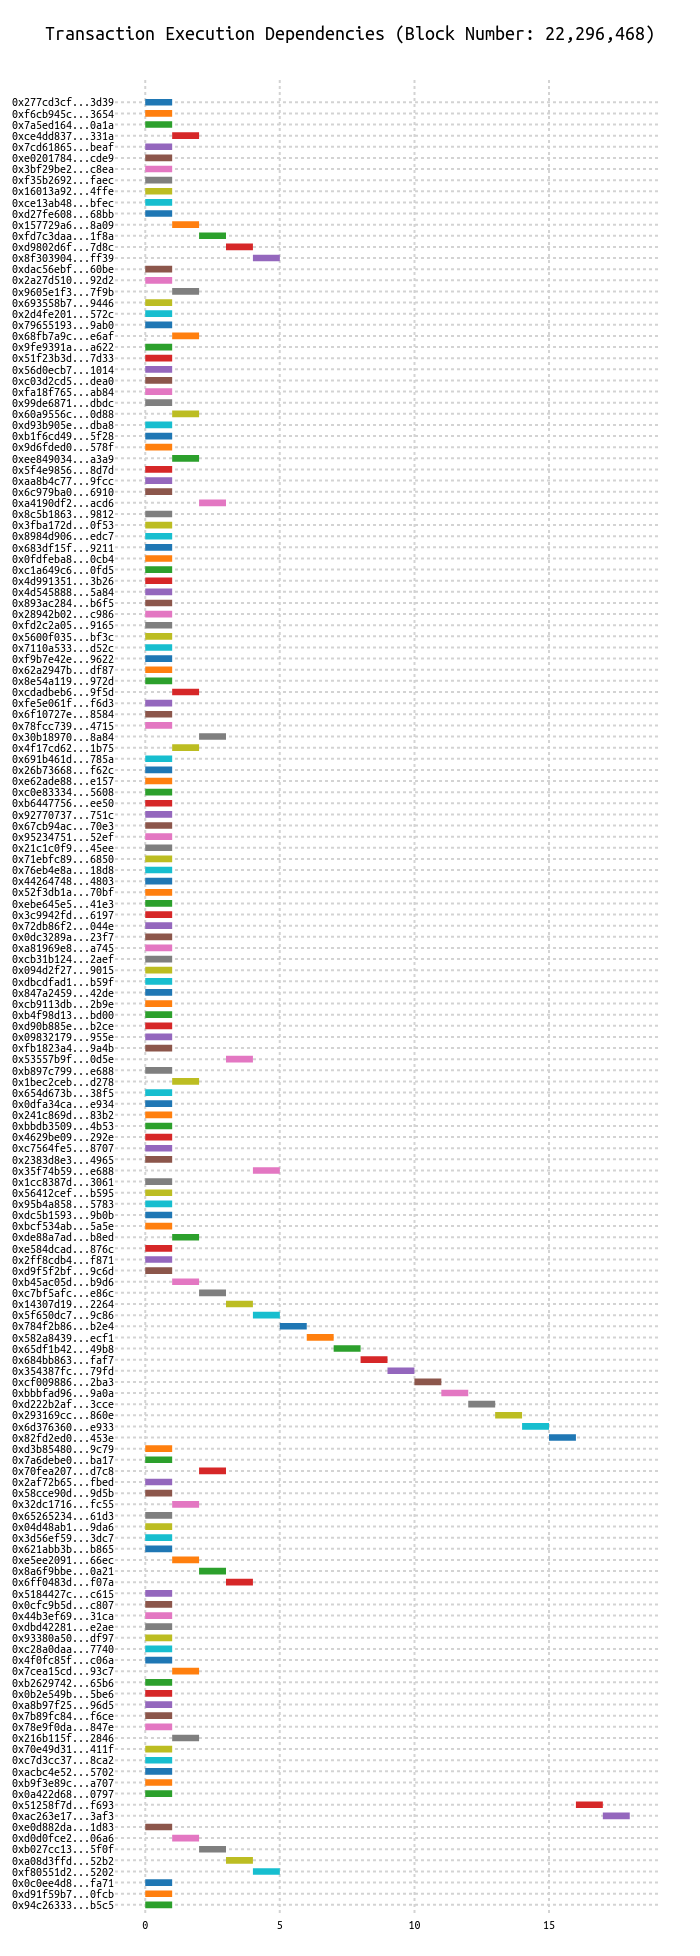 Transaction Execution Dependencies (Block Number: 22,296,468)
0x277cd3cf...3d39
0xf6cb945c...3654
0x7a5ed164...0a1a
0xce4dd837...331a
0x7cd61865...beaf
0xe0201784...cde9
0x3bf29be2...c8ea
0xf35b2692...faec
0x16013a92...4ffe
0xce13ab48...bfec
0xd27fe608...68bb
0x157729a6...8a09
0xfd7c3daa...1f8a
0xd9802d6f...7d8c
0x8f303904...ff39
0xdac56ebf...60be
0x2a27d510...92d2
0x9605e1f3...7f9b
0x693558b7...9446
0x2d4fe201...572c
0x79655193...9ab0
0x68fb7a9c...e6af
0x9fe9391a...a622
0x51f23b3d...7d33
0x56d0ecb7...1014
0xc03d2cd5...dea0
0xfa18f765...ab84
0x99de6871...dbdc
0x60a9556c...0d88
0xd93b905e...dba8
0xb1f6cd49...5f28
0x9d6fded0...578f
0xee849034...a3a9
0x5f4e9856...8d7d
0xaa8b4c77...9fcc
0x6c979ba0...6910
0xa4190df2...acd6
0x8c5b1863...9812
0x3fba172d...0f53
0x8984d906...edc7
0x683df15f...9211
0x0fdfeba8...0cb4
0xc1a649c6...0fd5
0x4d991351...3b26
0x4d545888...5a84
0x893ac284...b6f5
0x28942b02...c986
0xfd2c2a05...9165
0x5600f035...bf3c
0x7110a533...d52c
0xf9b7e42e...9622
0x62a2947b...df87
0x8e54a119...972d
0xcdadbeb6...9f5d
0xfe5e061f...f6d3
0x6f10727e...8584
0x78fcc739...4715
0x30b18970...8a84
0x4f17cd62...1b75
0x691b461d...785a
0x26b73668...f62c
0xe62ade88...e157
0xc0e83334...5608
0xb6447756...ee50
0x92770737...751c
0x67cb94ac...70e3
0x95234751...52ef
0x21c1c0f9...45ee
0x71ebfc89...6850
0x76eb4e8a...18d8
0x44264748...4803
0x52f3db1a...70bf
0xebe645e5...41e3
0x3c9942fd...6197
0x72db86f2...044e
0x0dc3289a...23f7
0xa81969e8...a745
0xcb31b124...2aef
0x094d2f27...9015
0xdbcdfad1...b59f
0x847a2459...42de
0xcb9113db...2b9e
0xb4f98d13...bd00
0xd90b885e...b2ce
0x09832179...955e
0xfb1823a4...9a4b
0x53557b9f...0d5e
0xb897c799...e688
0x1bec2ceb...d278
0x654d673b...38f5
0x0dfa34ca...e934
0x241c869d...83b2
0xbbdb3509...4b53
0x4629be09...292e
0xc7564fe5...8707
0x2383d8e3...4965
0x35f74b59...e688
0x1cc8387d...3061
0x56412cef...b595
0x95b4a858...5783
0xdc5b1593...9b0b
0xbcf534ab...5a5e
0xde88a7ad...b8ed
0xe584dcad...876c
0x2ff8cdb4...f871
0xd9f5f2bf...9c6d
0xb45ac05d...b9d6
0xc7bf5afc...e86c
0x14307d19...2264
0x5f650dc7...9c86
0x784f2b86...b2e4
0x582a8439...ecf1
0x65df1b42...49b8
0x684bb863...faf7
0x354387fc...79fd
0xcf009886...2ba3
0xbbbfad96...9a0a
0xd222b2af...3cce
0x293169cc...860e
0x6d376360...e933
0x82fd2ed0...453e
0xd3b85480...9c79
0x7a6debe0...ba17
0x70fea207...d7c8
0x2af72b65...fbed
0x58cce90d...9d5b
0x32dc1716...fc55
0x65265234...61d3
0x04d48ab1...9da6
0x3d56ef59...3dc7
0x621abb3b...b865
0xe5ee2091...66ec
0x8a6f9bbe...0a21
0x6ff0483d...f07a
0x5184427c...c615
0x0cfc9b5d...c807
0x44b3ef69...31ca
0xdbd42281...e2ae
0x93380a50...df97
0xc28a0daa...7740
0x4f0fc85f...c06a
0x7cea15cd...93c7
0xb2629742...65b6
0x0b2e549b...5be6
0xa8b97f25...96d5
0x7b89fc84...f6ce
0x78e9f0da...847e
0x216b115f...2846
0x70e49d31...411f
0xc7d3cc37...8ca2
0xacbc4e52...5702
0xb9f3e89c...a707
0x0a422d68...0797
0x51258f7d...f693
0xac263e17...3af3
0xe0d882da...1d83
0xd0d0fce2...06a6
0xb027cc13...5f0f
0xa08d3ffd...52b2
0xf80551d2...5202
0x0c0ee4d8...fa71
0xd91f59b7...0fcb
0x94c26333...b5c5
0 5 10 15